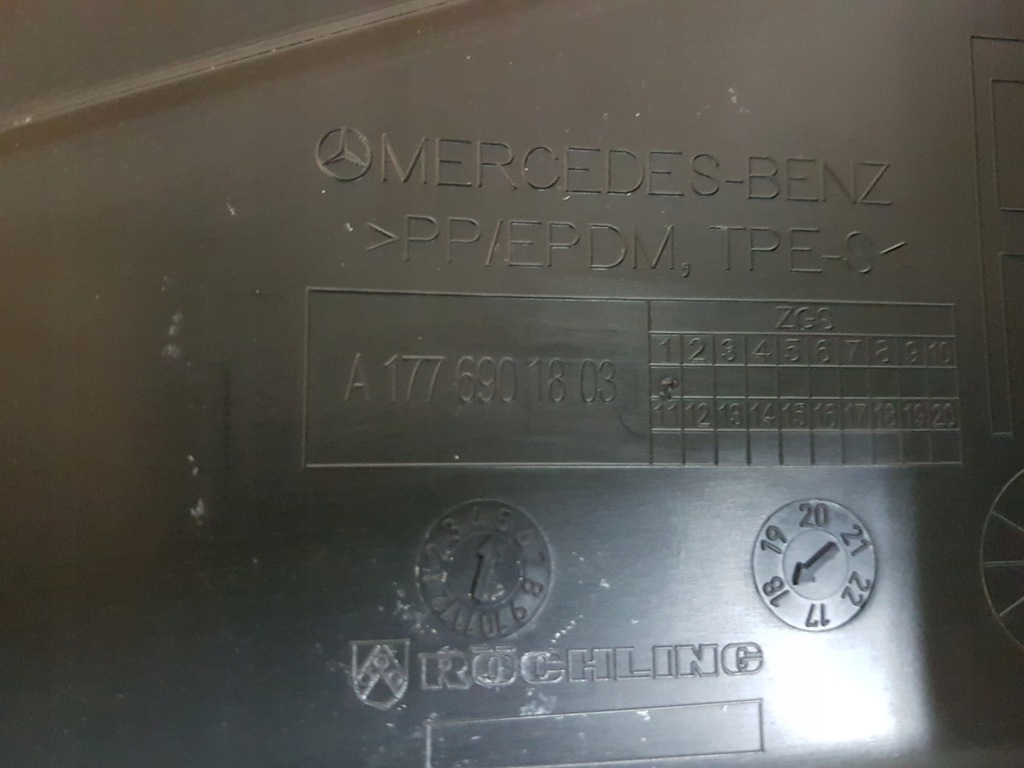 MERCEDES-BENZ
>PP/EPDM, TPE-S<
ZGS
A 177 690 18 03
1 2 3 4 5 6 7 8 9 10
11 12 13 14 15 16 17 18 19 20
17 18 19 20 21 22
RÖCHLING